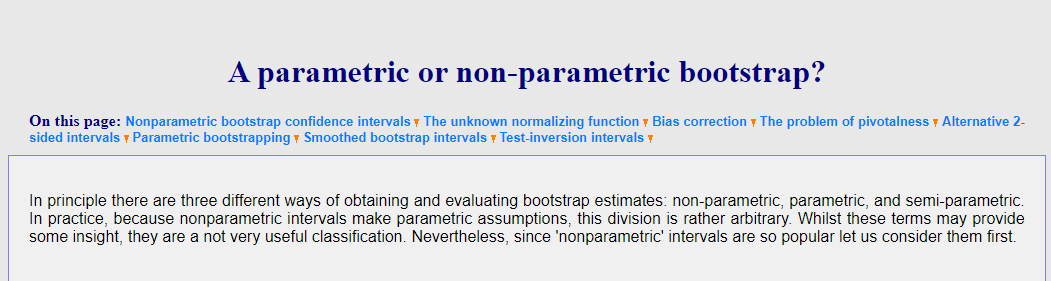 A parametric or non-parametric bootstrap?
On this page: Nonparametric bootstrap confidence intervals The unknown normalizing function Bias correction The problem of pivotalness Alternative 2-
sided intervals Parametric bootstrapping Smoothed bootstrap intervals Test-inversion intervals
In principle there are three different ways of obtaining and evaluating bootstrap estimates: non-parametric, parametric, and semi-parametric.
In practice, because nonparametric intervals make parametric assumptions, this division is rather arbitrary. Whilst these terms may provide
some insight, they are a not very useful classification. Nevertheless, since 'nonparametric' intervals are so popular let us consider them first.